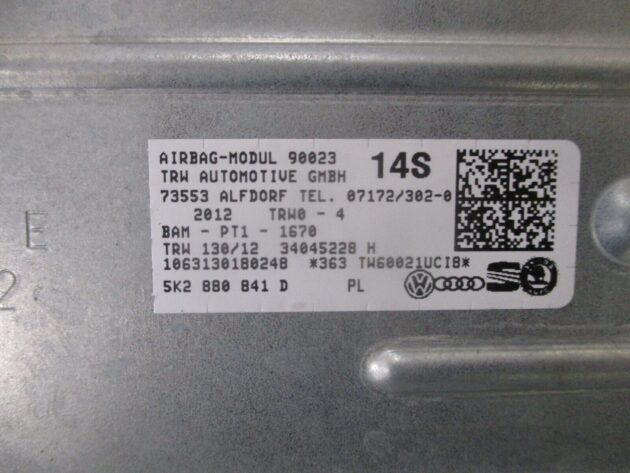 AIRBAG-MODUL 90023 14S
TRW AUTOMOTIVE GMBH
73553 ALFDORF TEL. 07172/302-0
2012 TRW0 - 4
BAM - PT1 - 1670
TRW 130/12 34045228 H
1063130180248 *363 TW60021UCI8*
5K2 880 841 D PL
E
2